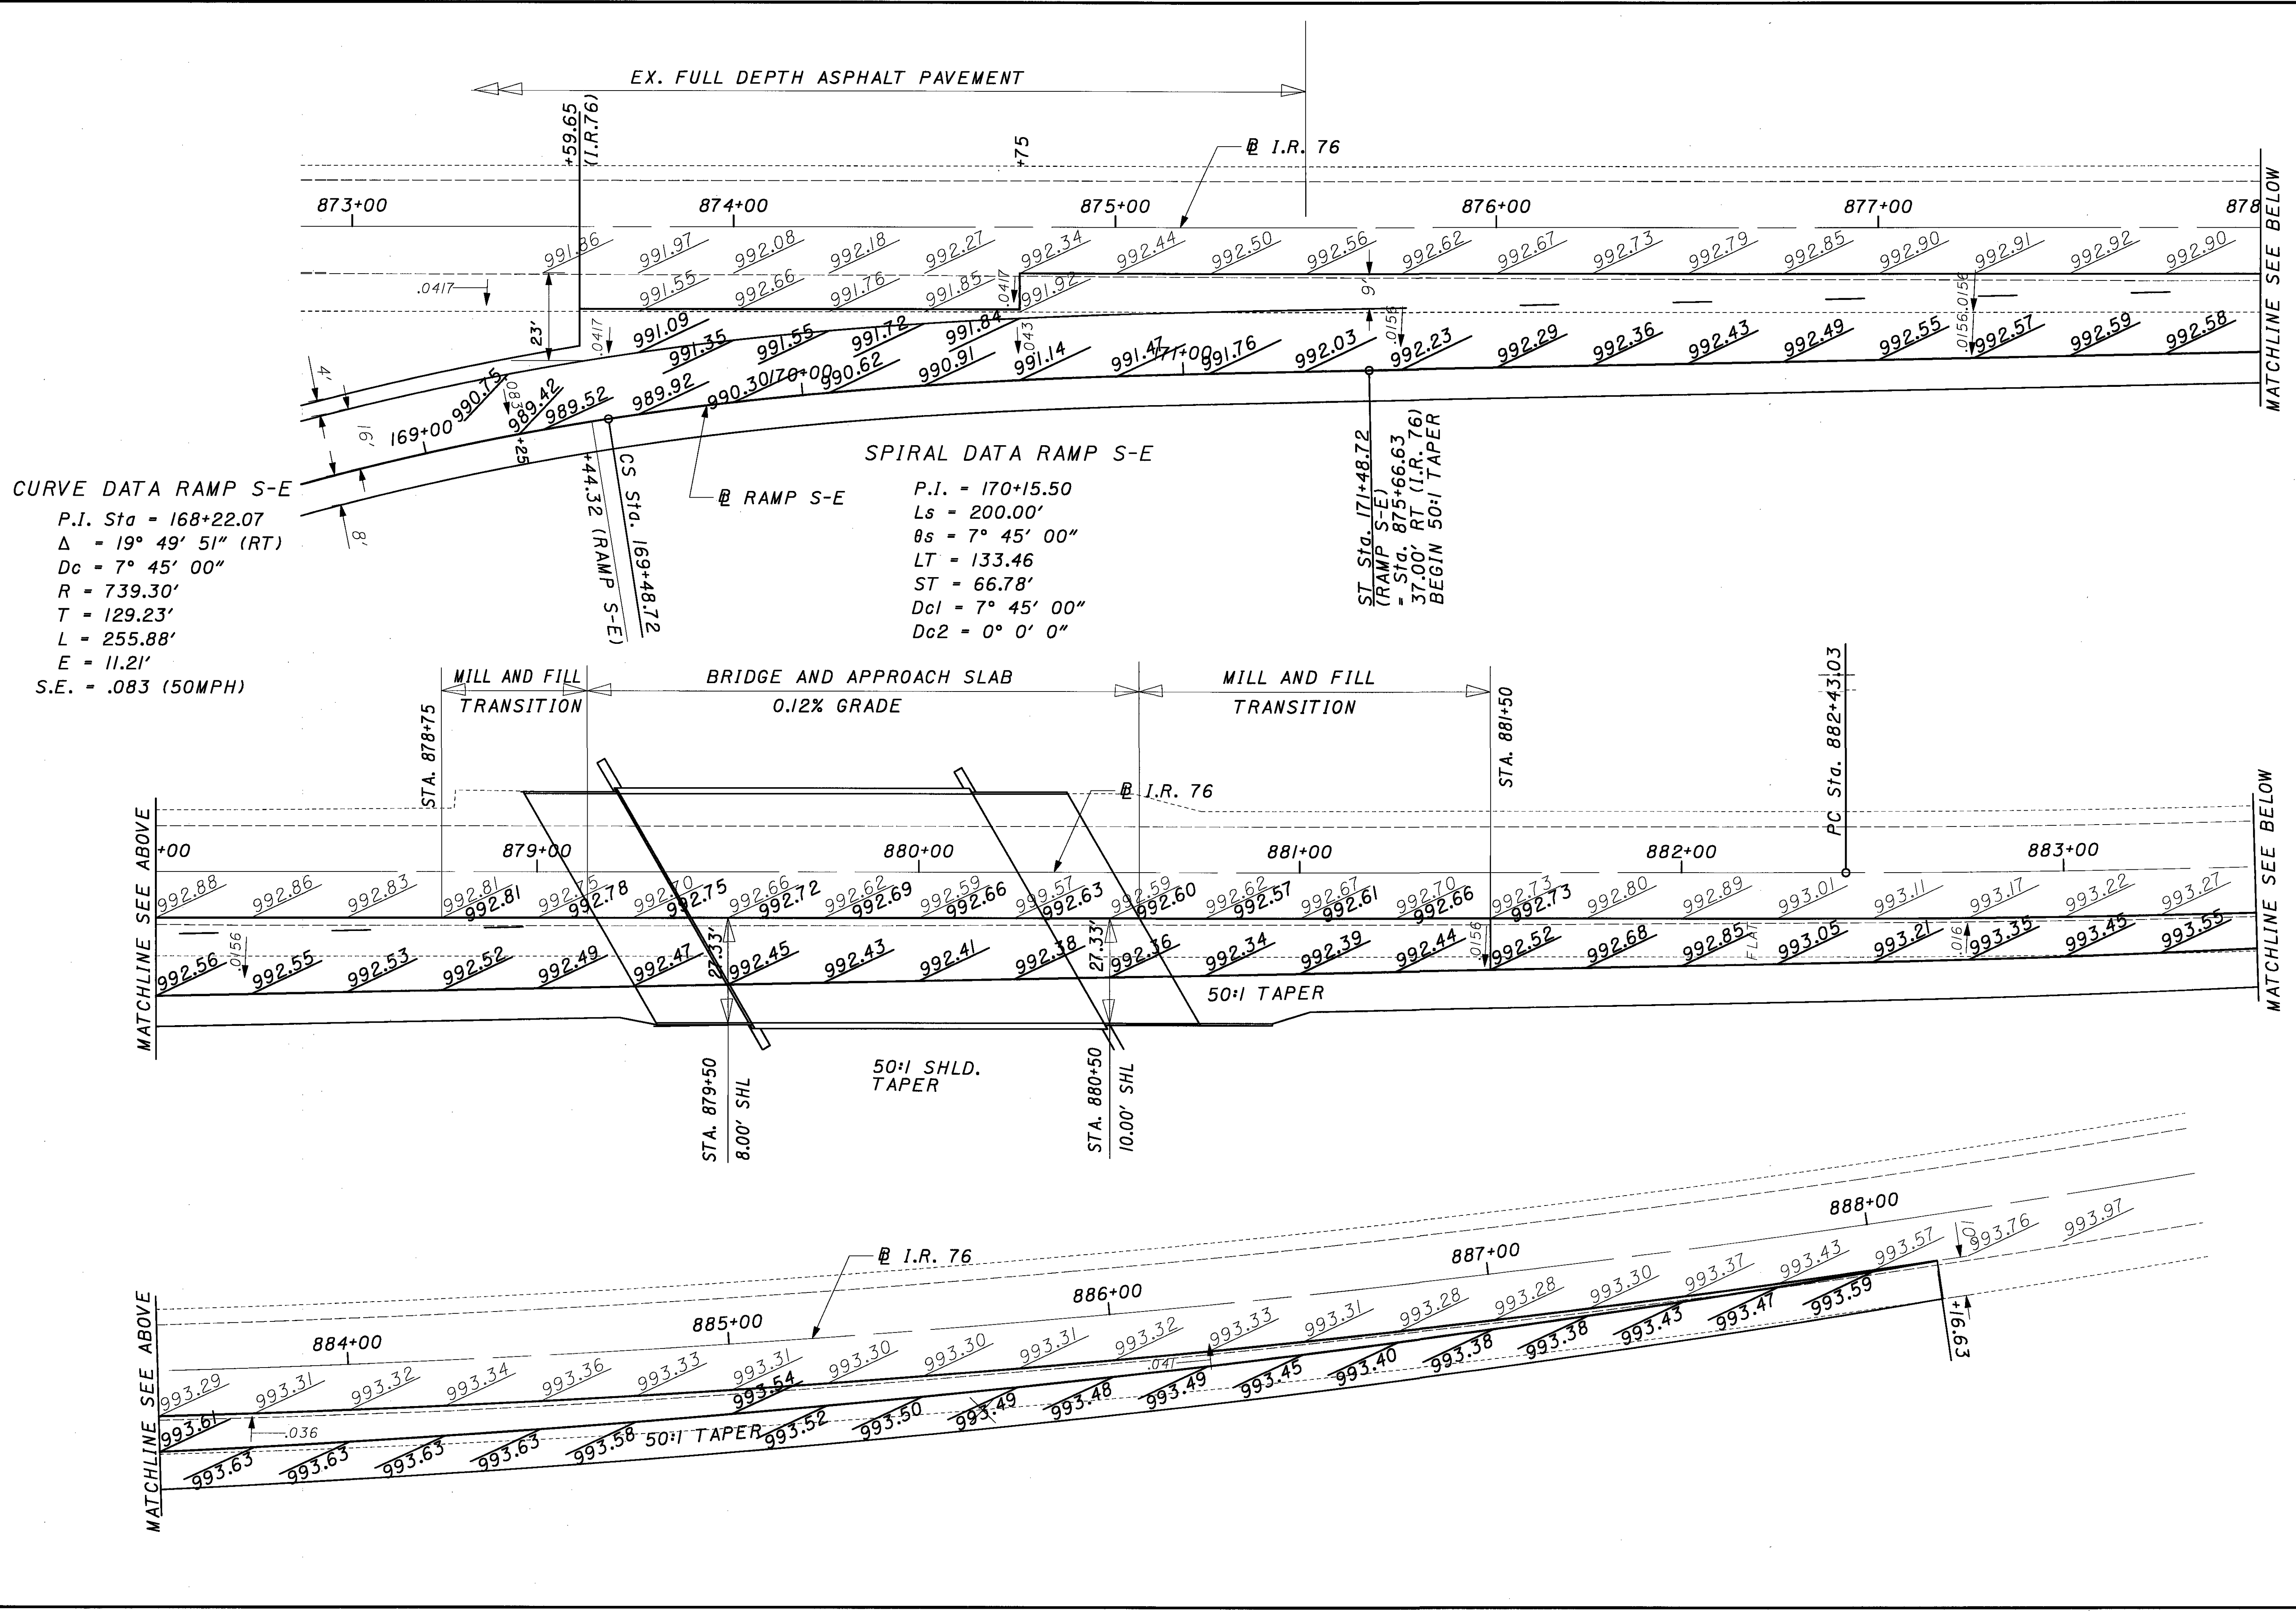 EX. FULL DEPTH ASPHALT PAVEMENT
+59.65
(I.R.76)
+75
℄ I.R. 76
873+00 874+00 875+00 876+00 877+00 878
MATCHLINE SEE BELOW
991.86 991.97 992.08 992.18 992.27 992.34 992.44 992.50 992.56 992.62 992.67 992.73 992.79 992.85 992.90 992.91 992.92 992.90
.0417 991.55 992.66 991.76 991.85 .0417 991.92 9' .0156 .0156 .0156
23' .0417 991.09 991.35 991.55 991.72 991.84 .043
4' 16' 8'
990.75 .083 989.42 989.52 989.92 990.30 170+00 990.62 990.91 991.14 991.47 171+00 991.76 992.03 992.23 992.29 992.36 992.43 992.49 992.55 992.57 992.59 992.58
169+00
+25
+44.32 (RAMP S-E)
CS Sta. 169+48.72
℄ RAMP S-E
ST Sta. 171+48.72
(RAMP S-E)
= Sta. 875+66.63
37.00' RT (I.R. 76)
BEGIN 50:1 TAPER
CURVE DATA RAMP S-E
P.I. Sta = 168+22.07
Δ = 19° 49' 51" (RT)
Dc = 7° 45' 00"
R = 739.30'
T = 129.23'
L = 255.88'
E = 11.21'
S.E. = .083 (50MPH)
SPIRAL DATA RAMP S-E
P.I. = 170+15.50
Ls = 200.00'
θs = 7° 45' 00"
LT = 133.46
ST = 66.78'
Dc1 = 7° 45' 00"
Dc2 = 0° 0' 0"
MILL AND FILL
TRANSITION
BRIDGE AND APPROACH SLAB
0.12% GRADE
MILL AND FILL
TRANSITION
STA. 878+75
STA. 881+50
PC Sta. 882+43.03
℄ I.R. 76
MATCHLINE SEE ABOVE
MATCHLINE SEE BELOW
+00 879+00 880+00 881+00 882+00 883+00
992.88 992.86 992.83 992.81 992.75 992.70 992.66 992.62 992.59 992.59 992.62 992.67 992.70 992.73 992.80 992.89 993.01 993.11 993.17 993.22 993.27
992.81 992.78 992.75 992.72 992.69 992.66 992.63 992.60 992.57 992.61 992.66 992.73
.0156 27.33' 27.33' .0156 FLAT .016
992.56 992.55 992.53 992.52 992.49 992.47 992.45 992.43 992.41 992.38 992.36 992.34 992.39 992.44 992.52 992.68 992.85 993.05 993.21 993.35 993.45 993.55
50:1 TAPER
50:1 SHLD.
TAPER
STA. 879+50
8.00' SHL
STA. 880+50
10.00' SHL
MATCHLINE SEE ABOVE
℄ I.R. 76
884+00 885+00 886+00 887+00 888+00
993.29 993.31 993.32 993.34 993.36 993.33 993.31 993.30 993.30 993.31 993.32 993.33 993.31 993.28 993.28 993.30 993.37 993.43 993.57 993.76 993.97
.036 .041
993.61 993.63 993.63 993.63 993.63 993.58 993.54 993.52 993.50 993.49 993.48 993.49 993.45 993.40 993.38 993.38 993.43 993.47 993.59
50:1 TAPER
+16.63